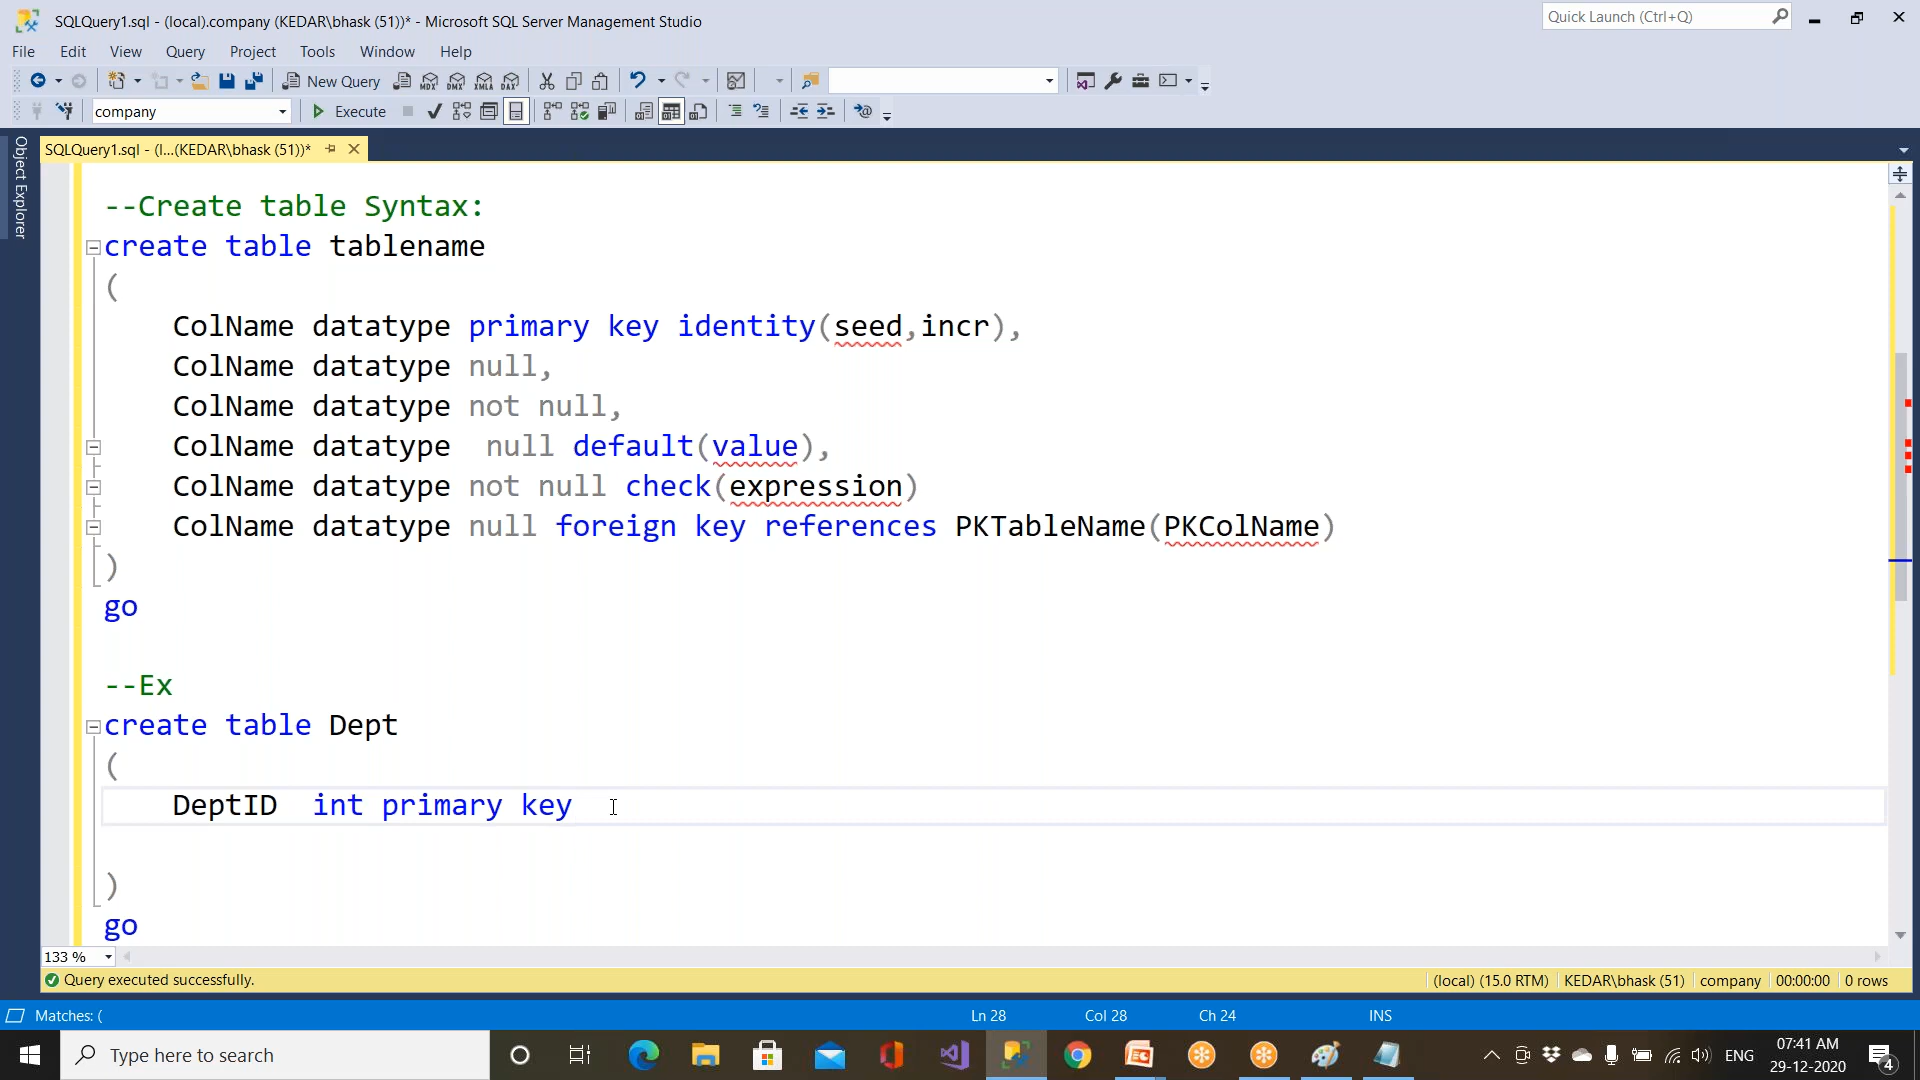 SQLQuery1.sql - (local).company (KEDAR\bhask (51))* - Microsoft SQL Server Management Studio
Quick Launch (Ctrl+Q)
File Edit View Query Project Tools Window Help
New Query MDX DMX XMLA DAX
company Execute
Object Explorer
SQLQuery1.sql - (l...(KEDAR\bhask (51))*
--Create table Syntax:
create table tablename
(
ColName datatype primary key identity(seed,incr),
ColName datatype null,
ColName datatype not null,
ColName datatype  null default(value),
ColName datatype not null check(expression)
ColName datatype null foreign key references PKTableName(PKColName)
)
go
--Ex
create table Dept
(
DeptID  int primary key
)
go
133 %
Query executed successfully.
(local) (15.0 RTM) KEDAR\bhask (51) company 00:00:00 0 rows
Matches: ( Ln 28 Col 28 Ch 24 INS
Type here to search
ENG
07:41 AM
29-12-2020
4